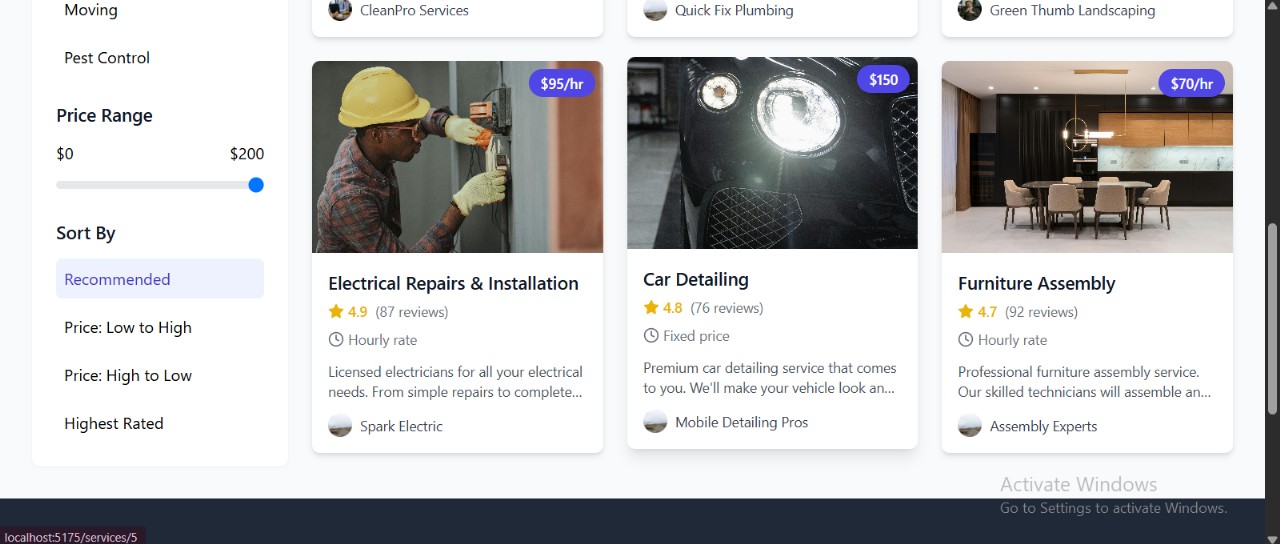 Moving
Pest Control
Price Range
$0 $200
Sort By
Recommended
Price: Low to High
Price: High to Low
Highest Rated
CleanPro Services
Quick Fix Plumbing
Green Thumb Landscaping
$95/hr
Electrical Repairs & Installation
4.9 (87 reviews)
Hourly rate
Licensed electricians for all your electrical
needs. From simple repairs to complete...
Spark Electric
$150
Car Detailing
4.8 (76 reviews)
Fixed price
Premium car detailing service that comes
to you. We'll make your vehicle look an...
Mobile Detailing Pros
$70/hr
Furniture Assembly
4.7 (92 reviews)
Hourly rate
Professional furniture assembly service.
Our skilled technicians will assemble an...
Assembly Experts
Activate Windows
Go to Settings to activate Windows.
localhost:5175/services/5